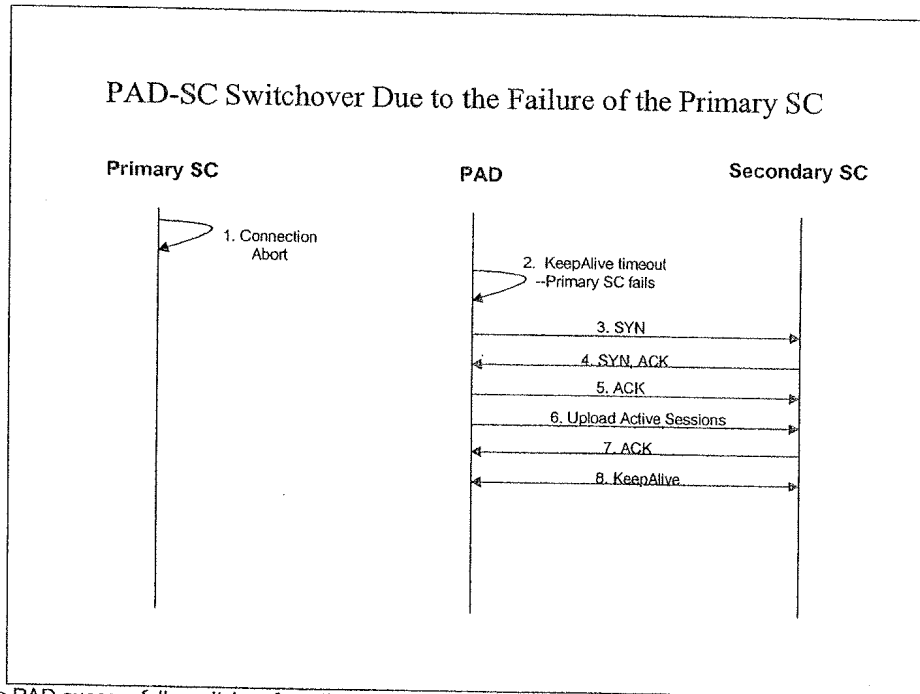 PAD-SC Switchover Due to the Failure of the Primary SC
Primary SC
PAD
Secondary SC
1. Connection
Abort
2. KeepAlive timeout
--Primary SC fails
3. SYN
4. SYN, ACK
5. ACK
6. Upload Active Sessions
7. ACK
8. KeepAlive
PAD